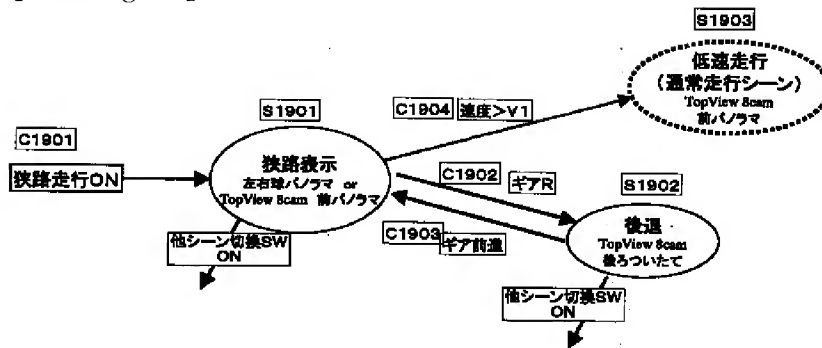 S1903
低速走行
(通常走行シーン)
TopView 8cam
前パノラマ
C1904 速度>V1
S1901
C1901
狭路走行ON
狭路表示
左右球パノラマ or
TopView 8cam 前パノラマ
C1902 ギアR
S1902
C1903 ギア前進
後退
TopView 8cam
後ろついたて
他シーン切換SW
ON
他シーン切換SW
ON